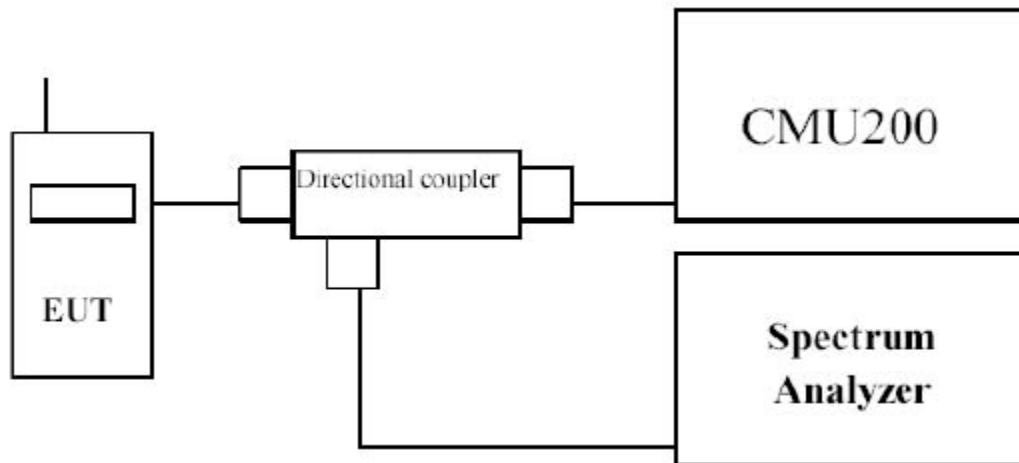 CMU200
Directional coupler
EUT
Spectrum
Analyzer